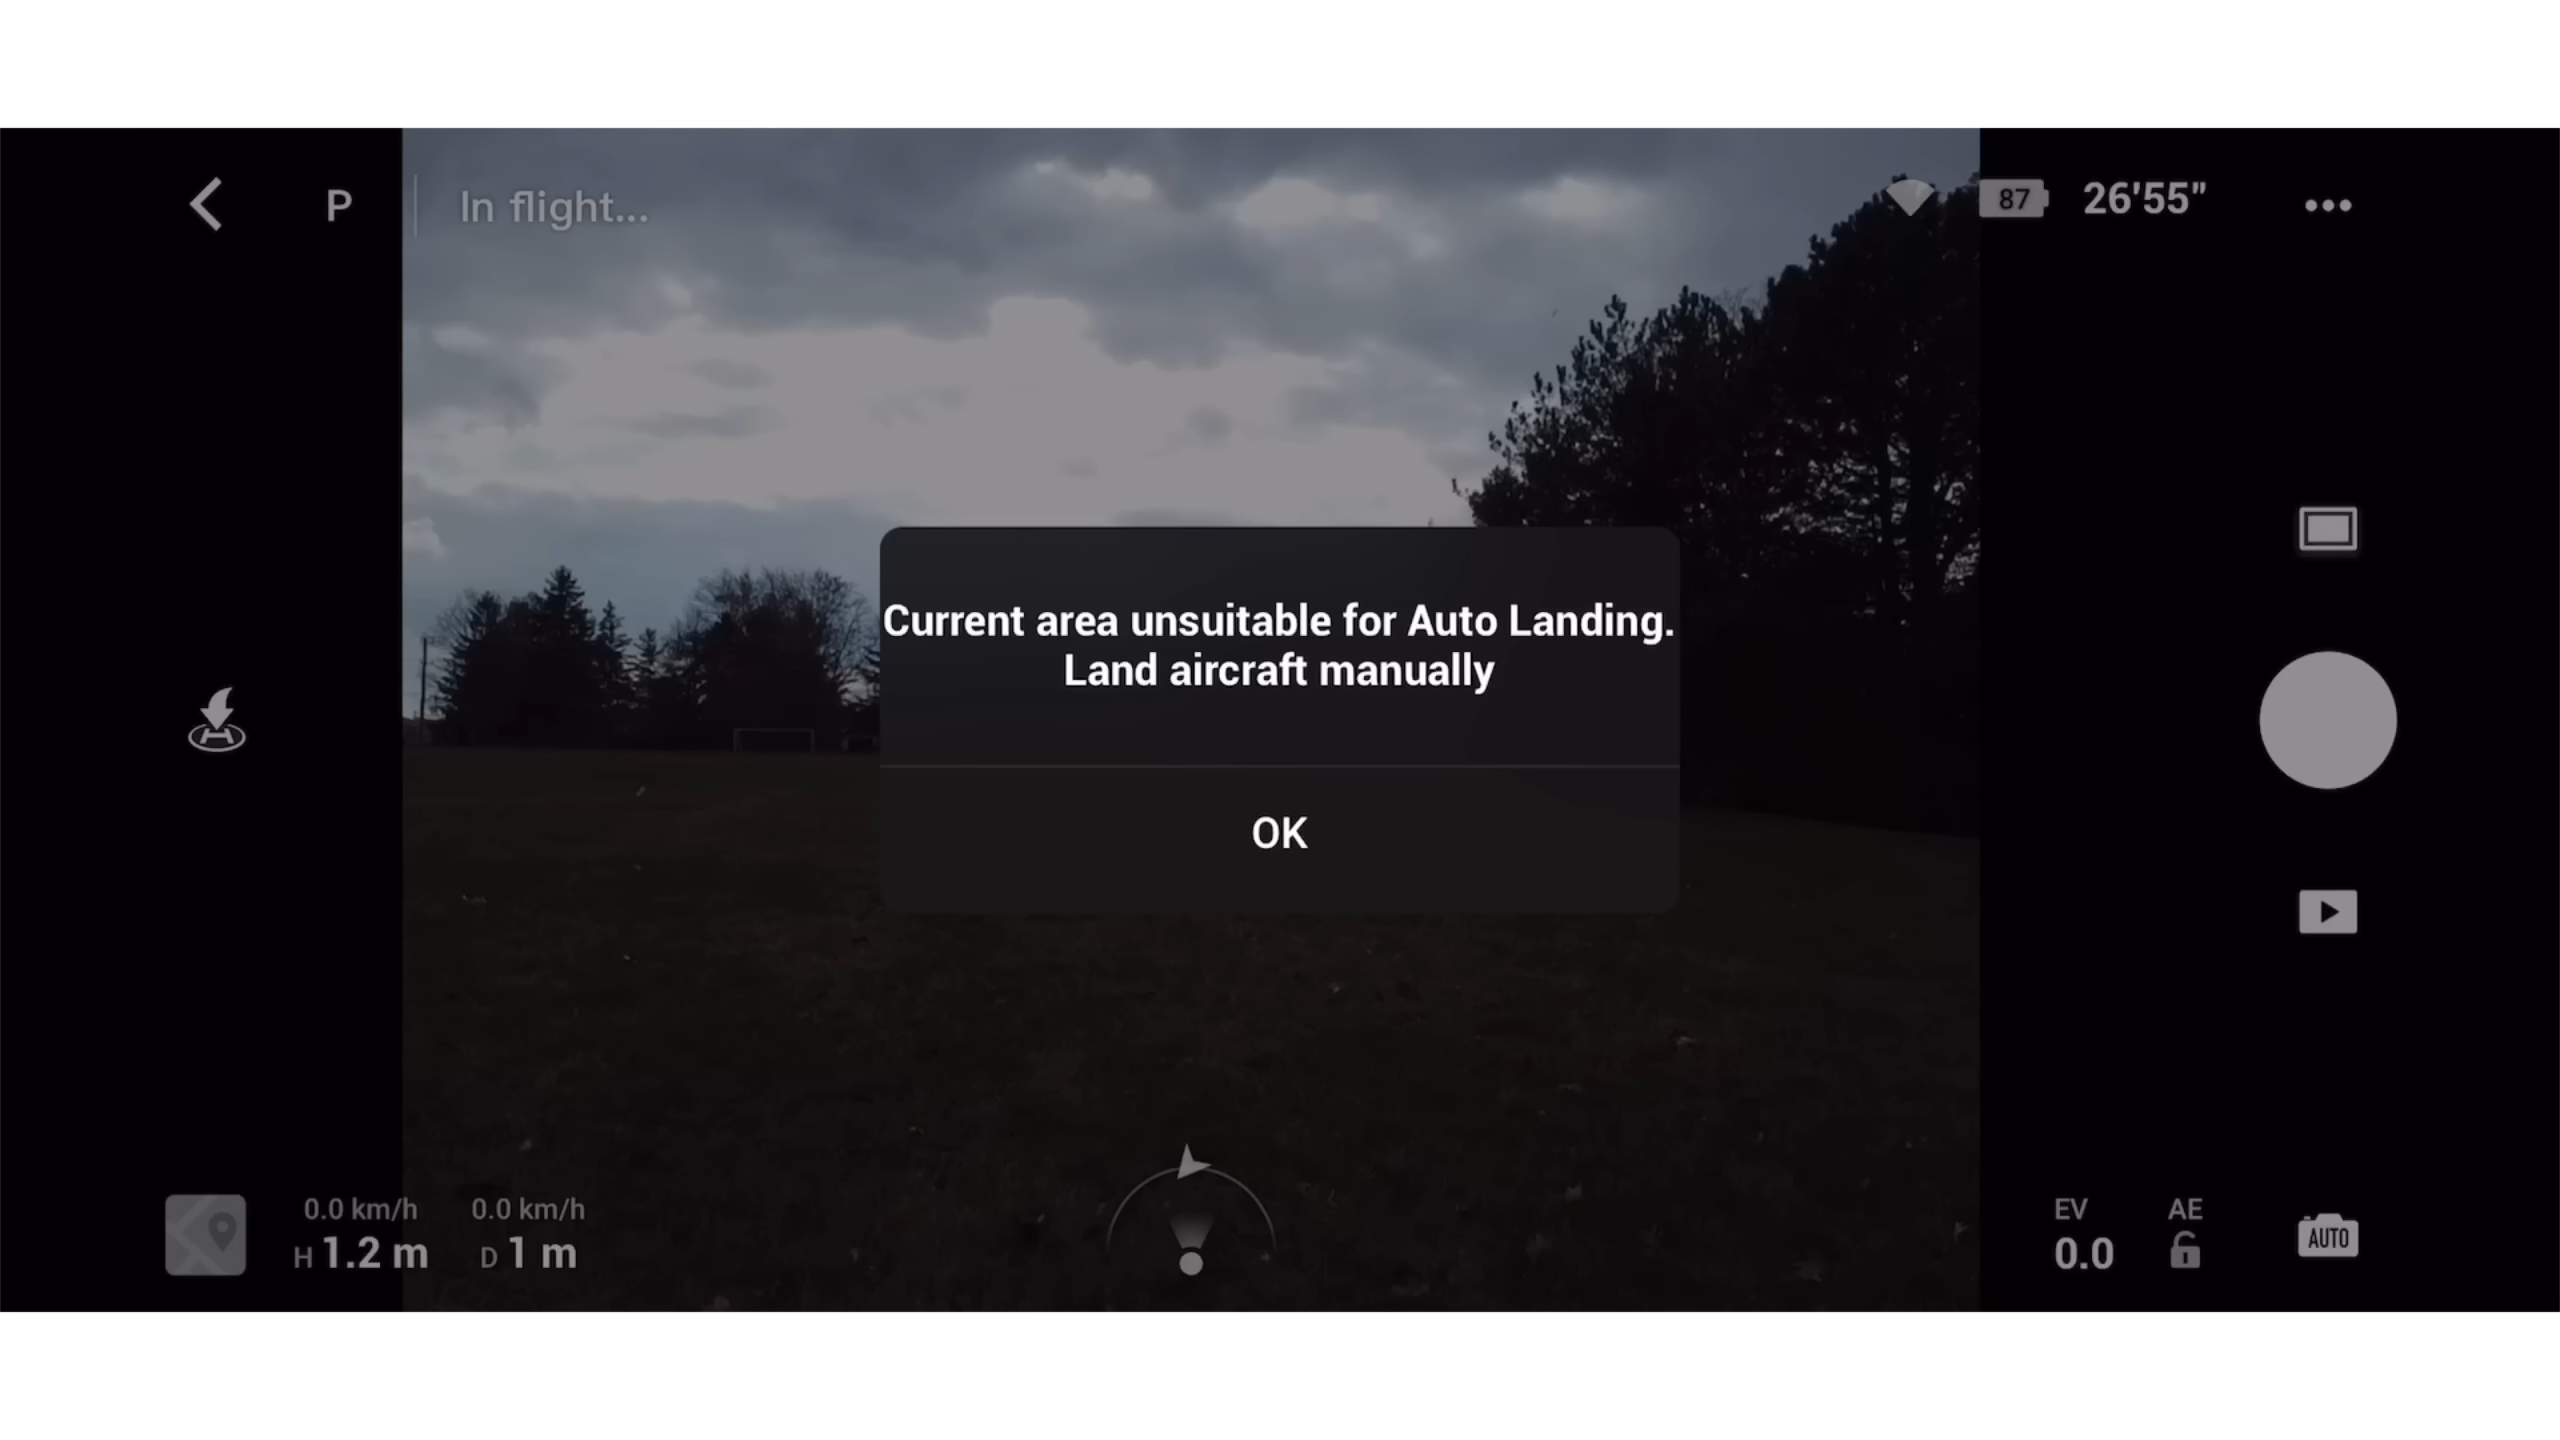 P
In flight...
87
26'55"
Current area unsuitable for Auto Landing.
Land aircraft manually
OK
0.0 km/h 0.0 km/h
H 1.2 m D 1 m
EV AE
0.0
AUTO